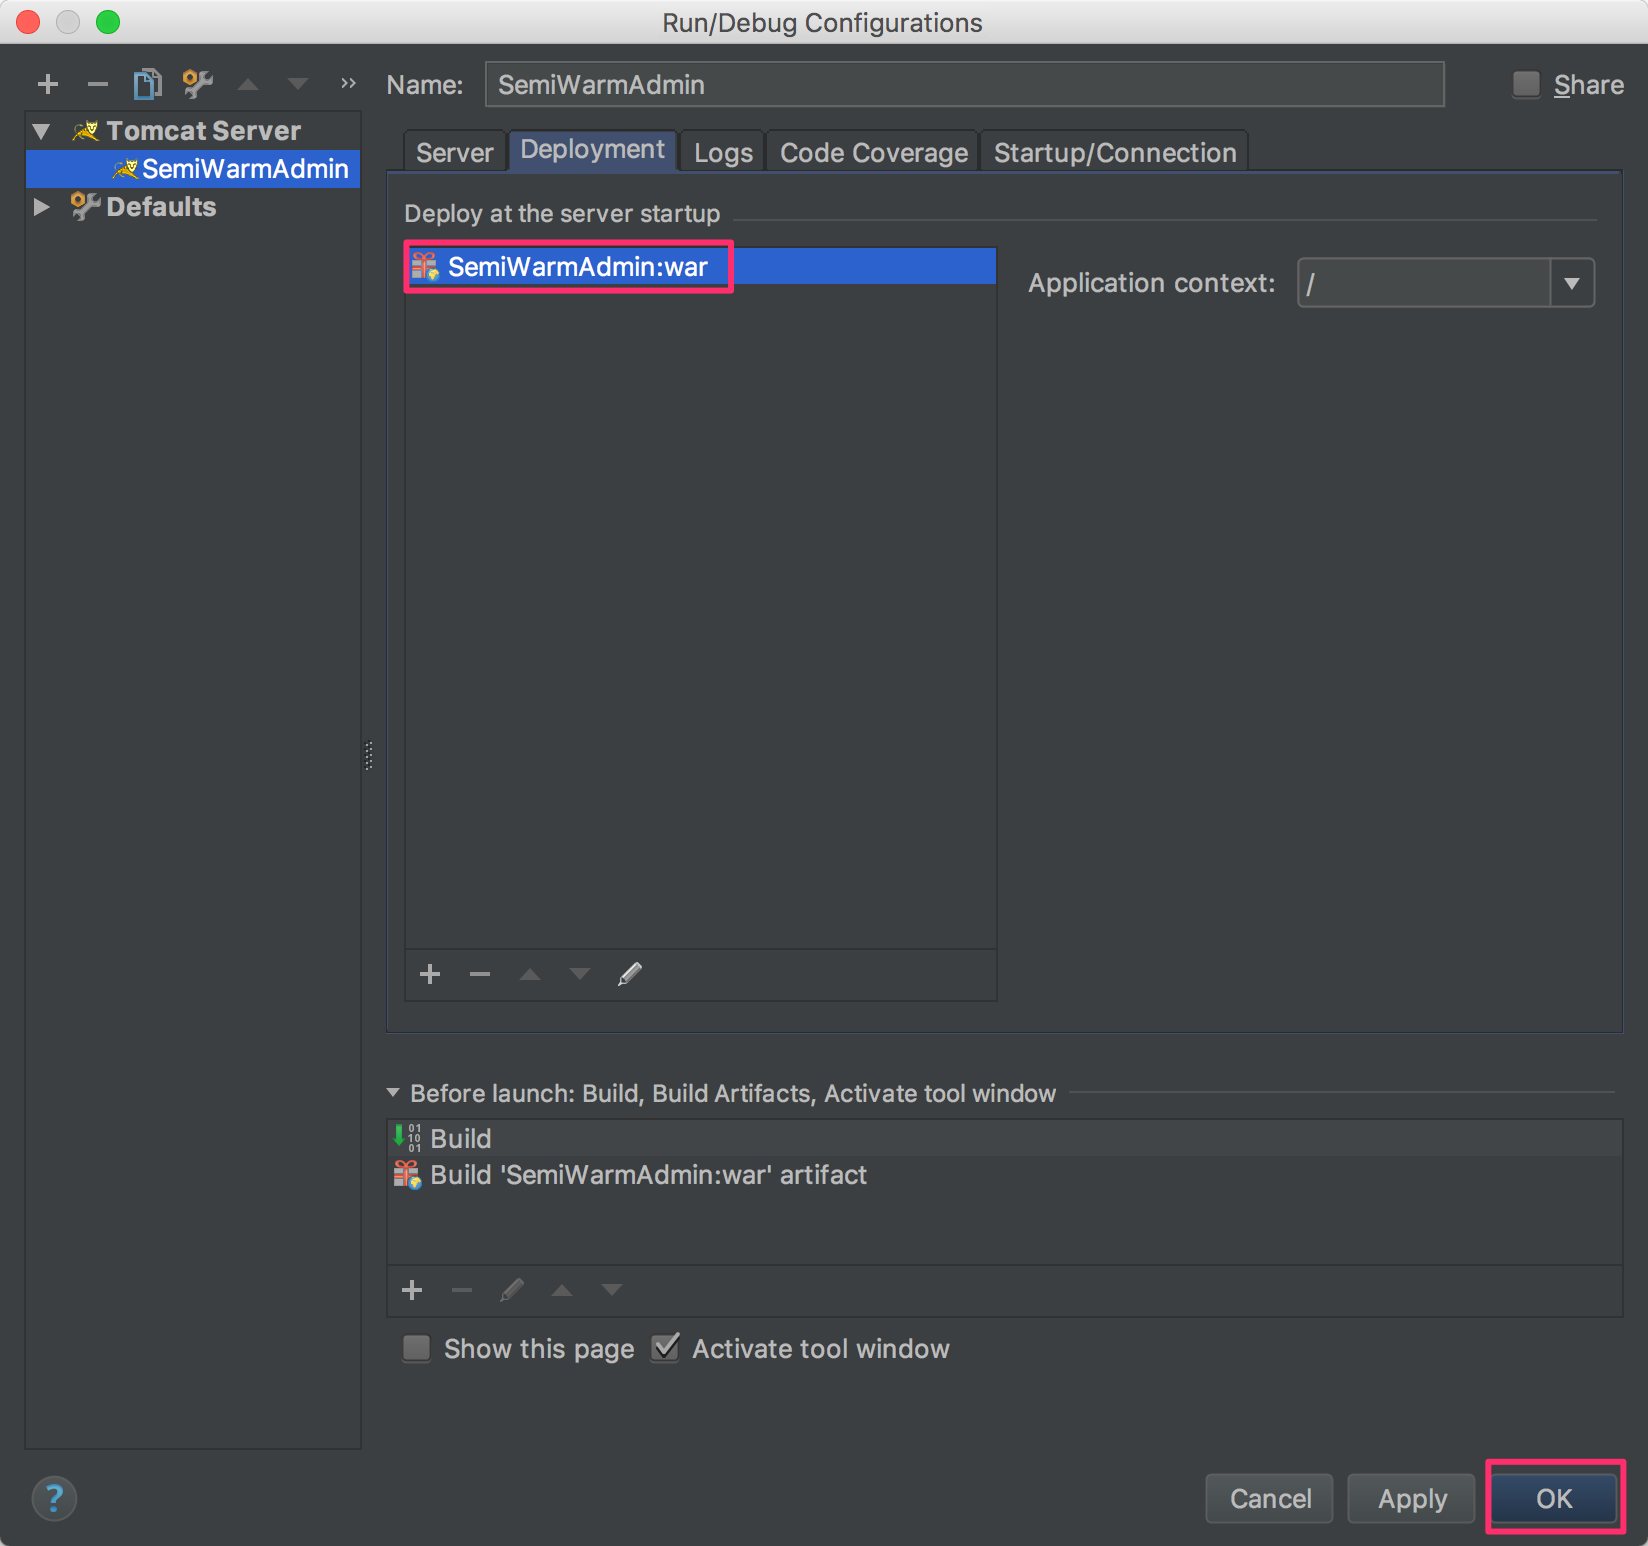 Run/Debug Configurations
Name: SemiWarmAdmin Share
Tomcat Server
SemiWarmAdmin
Defaults
Server Deployment Logs Code Coverage Startup/Connection
Deploy at the server startup
SemiWarmAdmin:war
Application context: /
Before launch: Build, Build Artifacts, Activate tool window
Build
Build 'SemiWarmAdmin:war' artifact
Show this page Activate tool window
? Cancel Apply OK